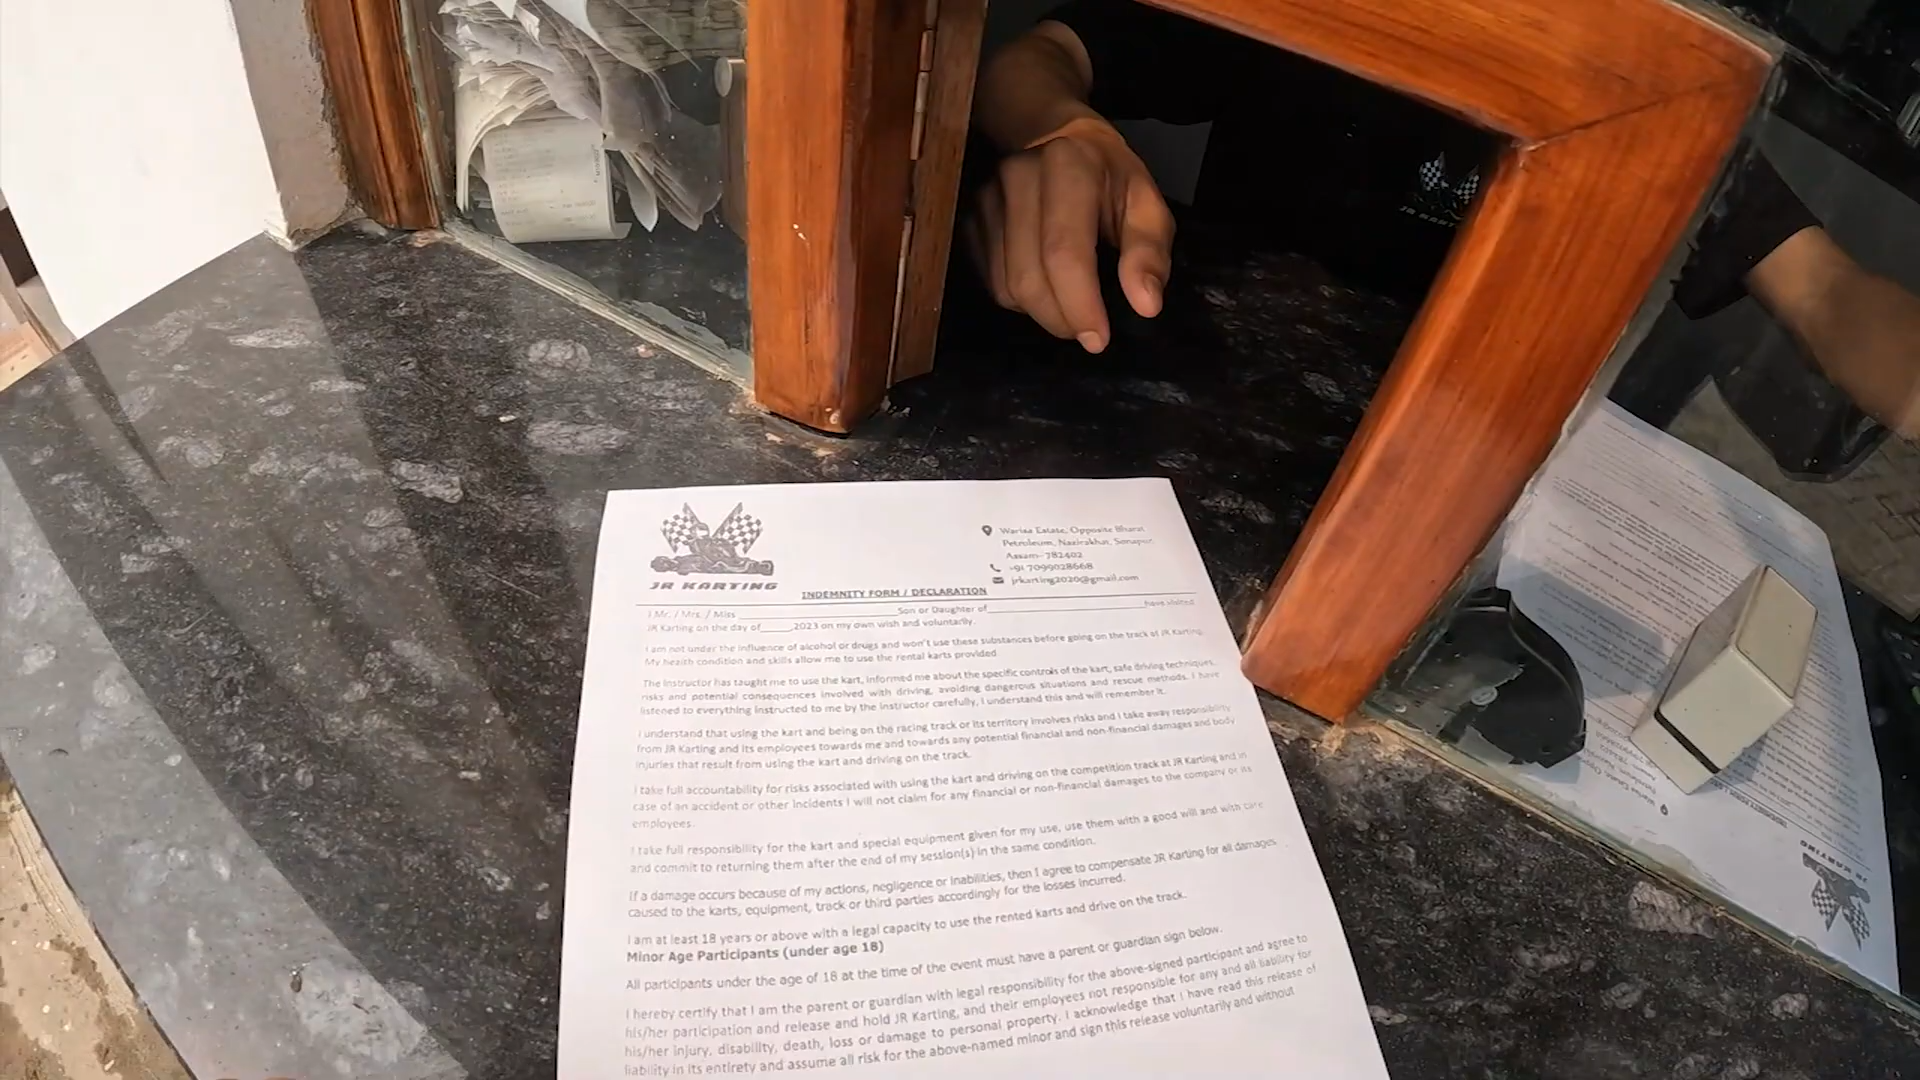 JR KARTING
Warisa Estate, Opposite Bharat
Petroleum, Nazirakhat, Sonapur,
Assam-782402
+91 7099028668
jrkarting2020@gmail.com
INDEMNITY FORM / DECLARATION
I Mr. / Mrs. / Miss ____________________ Son or Daughter of ____________________ have visited
JR Karting on the day of_____,2023 on my own wish and voluntarily.
I am not under the influence of alcohol or drugs and won't use these substances before going on the track at JR Karting.
My health condition and skills allow me to use the rental karts provided
The instructor has taught me to use the kart, informed me about the specific controls of the kart, safe driving techniques,
risks and potential consequences involved with driving, avoiding dangerous situations and rescue methods. I have
listened to everything instructed to me by the instructor carefully, I understand this and will remember it.
I understand that using the kart and being on the racing track or its territory involves risks and I take away responsibility
from JR Karting and its employees towards me and towards any potential financial and non-financial damages and body
injuries that result from using the kart and driving on the track.
I take full accountability for risks associated with using the kart and driving on the competition track at JR Karting and in
case of an accident or other incidents I will not claim for any financial or non-financial damages to the company or its
employees.
I take full responsibility for the kart and special equipment given for my use, use them with a good will and with care
and commit to returning them after the end of my session(s) in the same condition.
If a damage occurs because of my actions, negligence or inabilities, then I agree to compensate JR Karting for all damages
caused to the karts, equipment, track or third parties accordingly for the losses incurred.
I am at least 18 years or above with a legal capacity to use the rented karts and drive on the track.
Minor Age Participants (under age 18)
All participants under the age of 18 at the time of the event must have a parent or guardian sign below.
I hereby certify that I am the parent or guardian with legal responsibility for the above-signed participant and agree to
his/her participation and release and hold JR Karting, and their employees not responsible for any and all liability for
his/her injury, disability, death, loss or damage to personal property. I acknowledge that I have read this release of
liability in its entirety and assume all risk for the above-named minor and sign this release voluntarily and without
JR KARTING